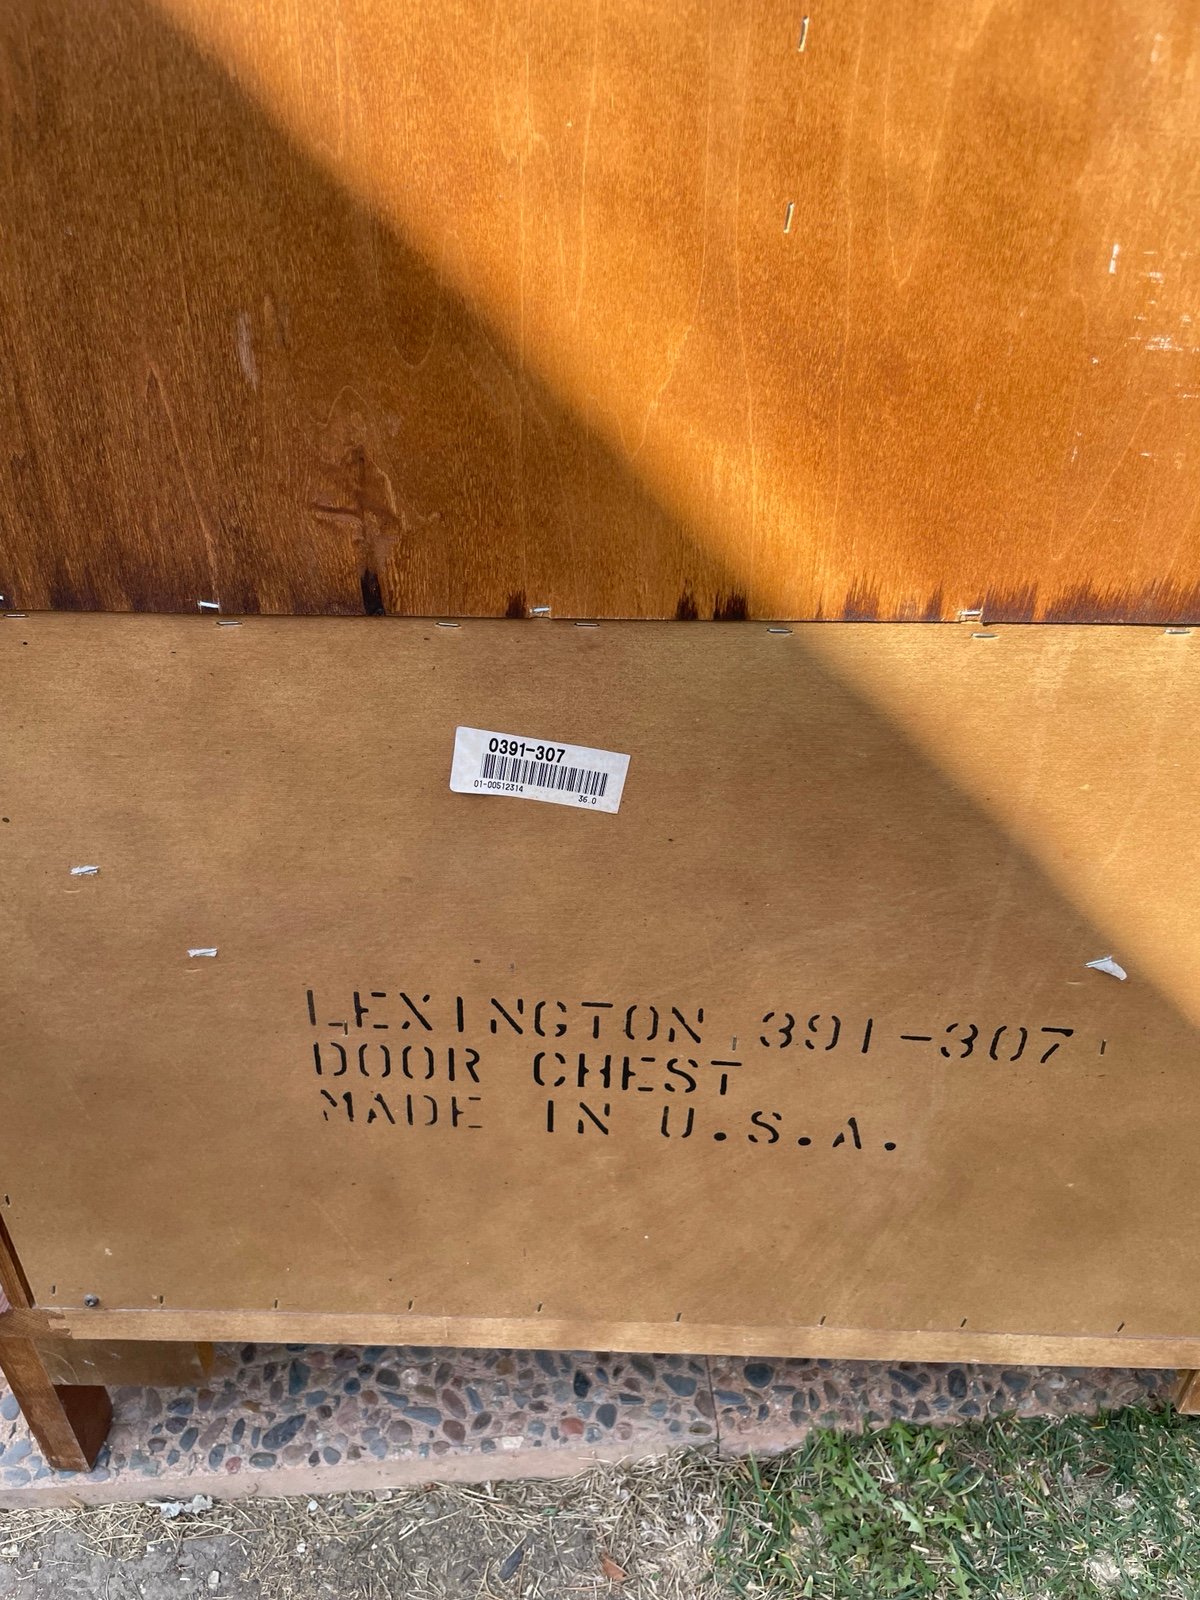 0391-307
01-00512314
36.0
LEXINGTON 391-307
DOOR CHEST
MADE IN U.S.A.